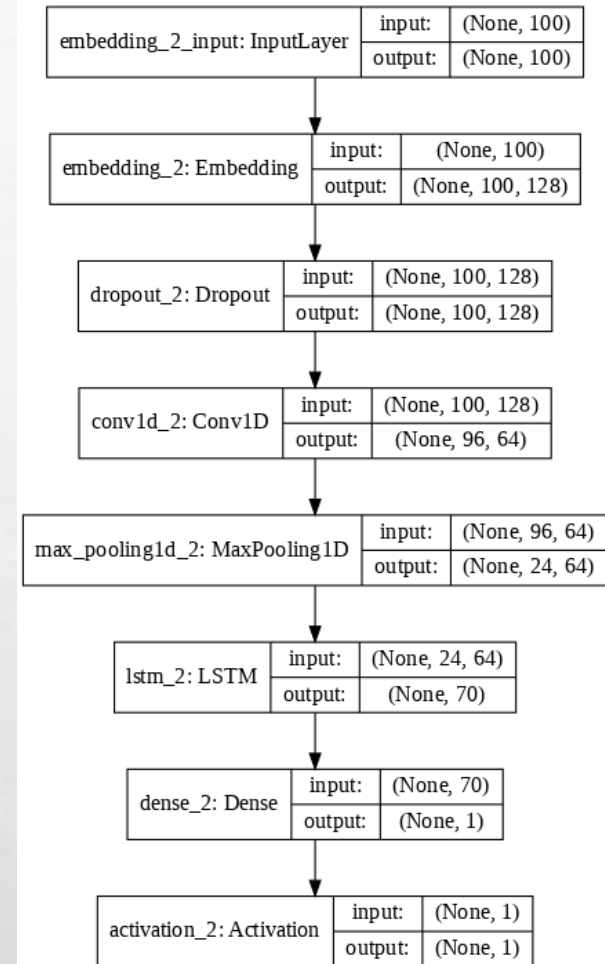 embedding_2_input: InputLayer input: (None, 100)
output: (None, 100)
embedding_2: Embedding input: (None, 100)
output: (None, 100, 128)
dropout_2: Dropout input: (None, 100, 128)
output: (None, 100, 128)
conv1d_2: Conv1D input: (None, 100, 128)
output: (None, 96, 64)
max_pooling1d_2: MaxPooling1D input: (None, 96, 64)
output: (None, 24, 64)
lstm_2: LSTM input: (None, 24, 64)
output: (None, 70)
dense_2: Dense input: (None, 70)
output: (None, 1)
activation_2: Activation input: (None, 1)
output: (None, 1)